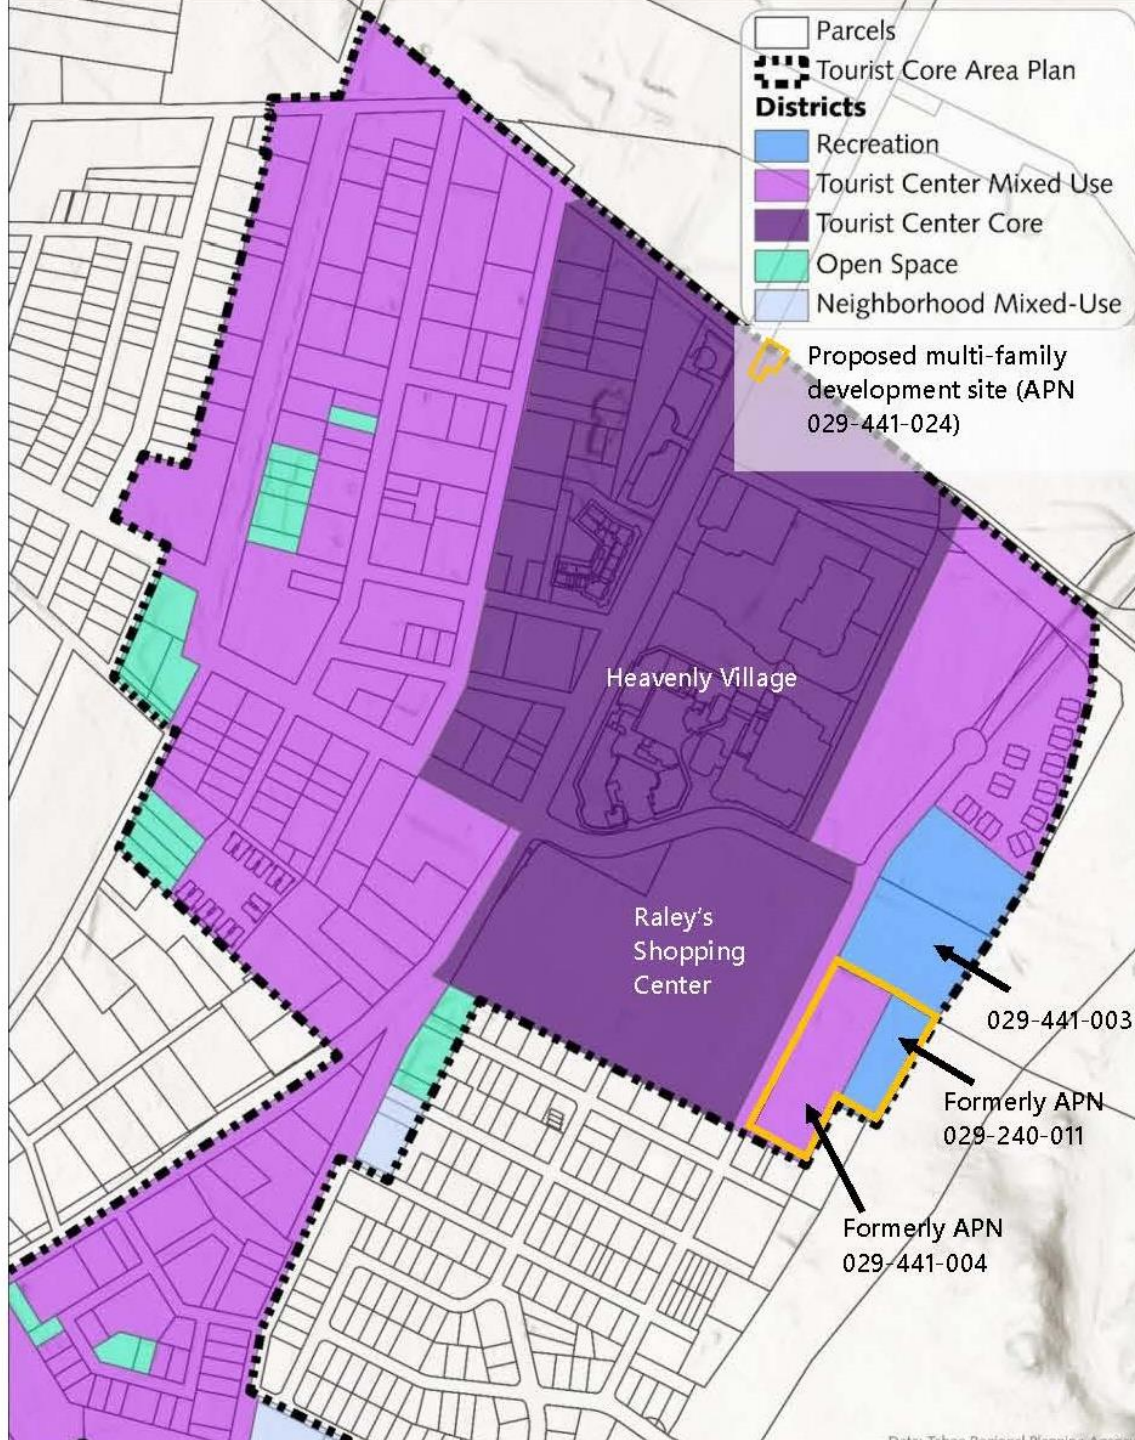 Parcels
Tourist Core Area Plan
Districts
Recreation
Tourist Center Mixed Use
Tourist Center Core
Open Space
Neighborhood Mixed-Use
Proposed multi-family
development site (APN
029-441-024)
Heavenly Village
Raley's
Shopping
Center
029-441-003
Formerly APN
029-240-011
Formerly APN
029-441-004